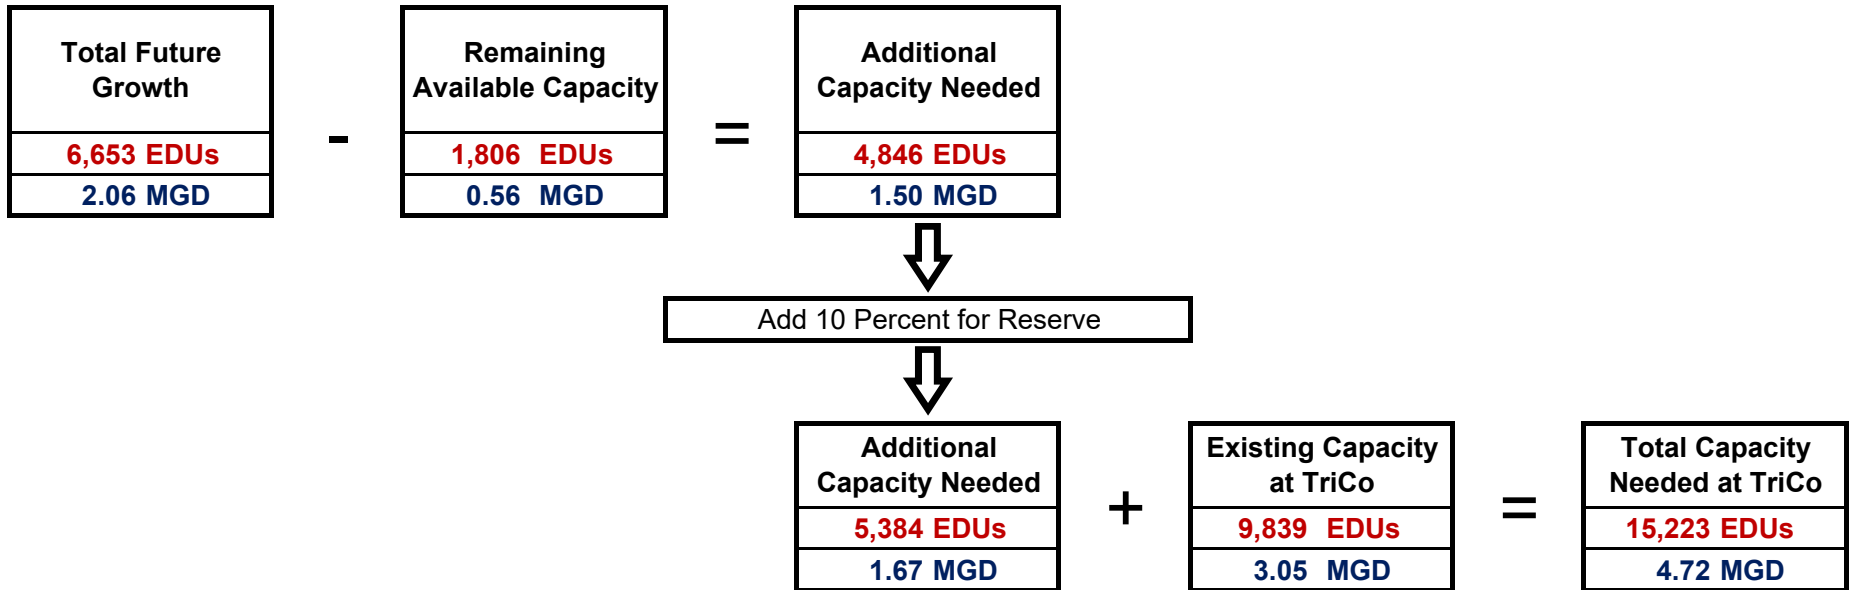 Total Future
Growth
6,653 EDUs
2.06 MGD
-
Remaining
Available Capacity
1,806 EDUs
0.56 MGD
=
Additional
Capacity Needed
4,846 EDUs
1.50 MGD
Add 10 Percent for Reserve
Additional
Capacity Needed
5,384 EDUs
1.67 MGD
+
Existing Capacity
at TriCo
9,839 EDUs
3.05 MGD
=
Total Capacity
Needed at TriCo
15,223 EDUs
4.72 MGD